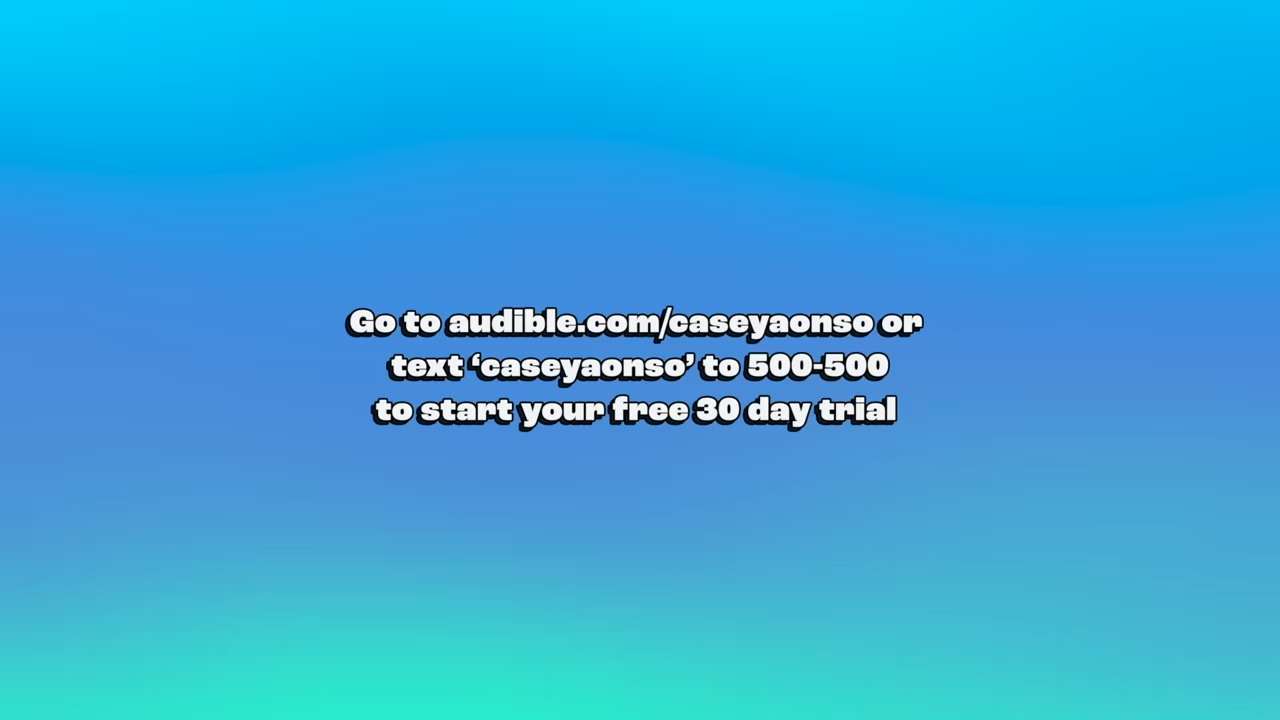 Go to audible.com/caseyaonso or
text ‘caseyaonso’ to 500-500
to start your free 30 day trial